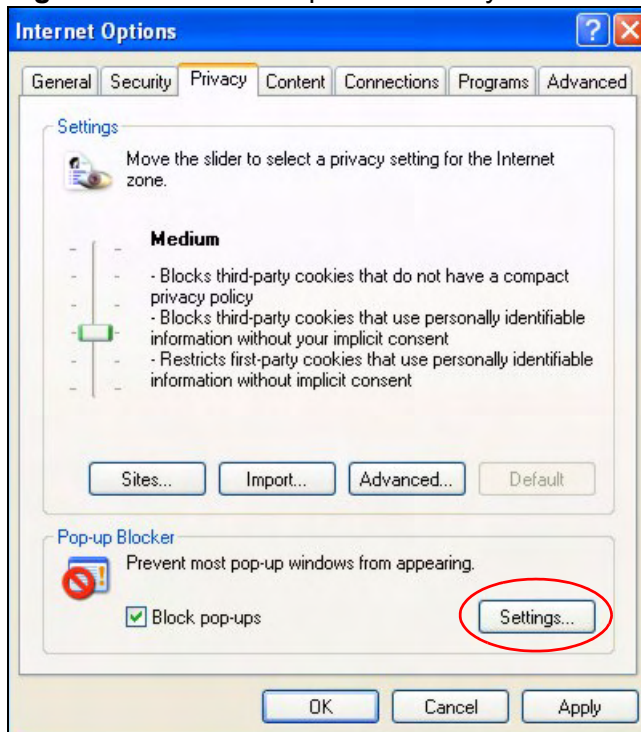 Internet Options
General Security Privacy Content Connections Programs Advanced
Settings
Move the slider to select a privacy setting for the Internet
zone.
Medium
- Blocks third-party cookies that do not have a compact
privacy policy
- Blocks third-party cookies that use personally identifiable
information without your implicit consent
- Restricts first-party cookies that use personally identifiable
information without implicit consent
Sites... Import... Advanced... Default
Pop-up Blocker
Prevent most pop-up windows from appearing.
Block pop-ups Settings...
OK Cancel Apply